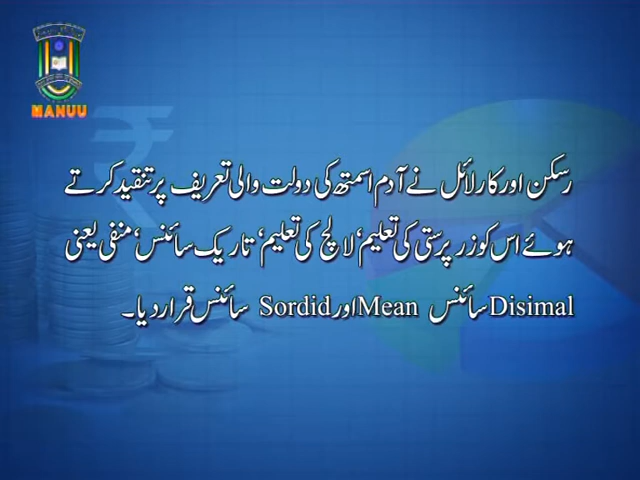 MANUU
رسکن اور کارلائل نے آدم اسمتھ کی دولت والی تعریف پر تنقید کرتے
ہوئے اس کو زر پرستی کی تعلیم‘ لالچ کی تعلیم‘ تاریک سائنس‘ منفی یعنی
Disimal سائنس Mean اور Sordid سائنس قرار دیا۔